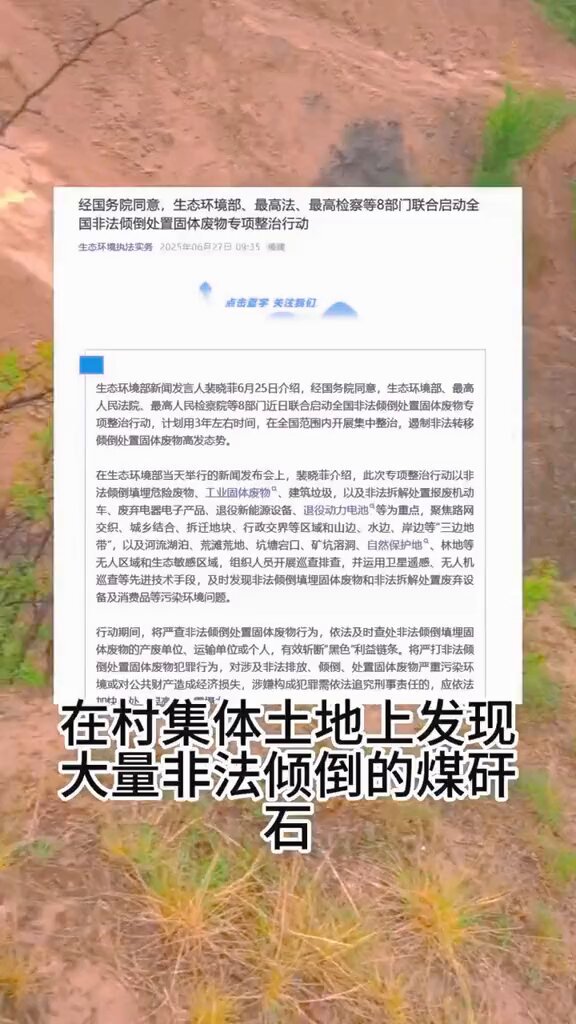 经国务院同意，生态环境部、最高法、最高检察等8部门联合启动全
国非法倾倒处置固体废物专项整治行动
生态环境执法实务 2025年06月27日 09:35 福建
点击蓝字 关注我们
生态环境部新闻发言人裴晓菲6月25日介绍，经国务院同意，生态环境部、最高
人民法院、最高人民检察院等8部门近日联合启动全国非法倾倒处置固体废物专
项整治行动，计划用3年左右时间，在全国范围内开展集中整治，遏制非法转移
倾倒处置固体废物高发态势。
在生态环境部当天举行的新闻发布会上，裴晓菲介绍，此次专项整治行动以非
法倾倒填埋危险废物、工业固体废物、建筑垃圾，以及非法拆解处置报废机动
车、废弃电器电子产品、退役新能源设备、退役动力电池等为重点，聚焦路网
交织、城乡结合、拆迁地块、行政交界等区域和山边、水边、岸边等“三边地
带”，以及河流湖泊、荒滩荒地、坑塘宕口、矿坑溶洞、自然保护地、林地等
无人区域和生态敏感区域，组织人员开展巡查排查，并运用卫星遥感、无人机
巡查等先进技术手段，及时发现非法倾倒填埋固体废物和非法拆解处置废弃设
备及消费品等污染环境问题。
行动期间，将严查非法倾倒处置固体废物行为，依法及时查处非法倾倒填埋固
体废物的产废单位、运输单位或个人，有效斩断“黑色”利益链条。将严打非法倾
倒处置固体废物犯罪行为，对涉及非法排放、倾倒、处置固体废物严重污染环
境或对公共财产造成经济损失，涉嫌构成犯罪需依法追究刑事责任的，应依法
在村集体土地上发现
大量非法倾倒的煤矸
石